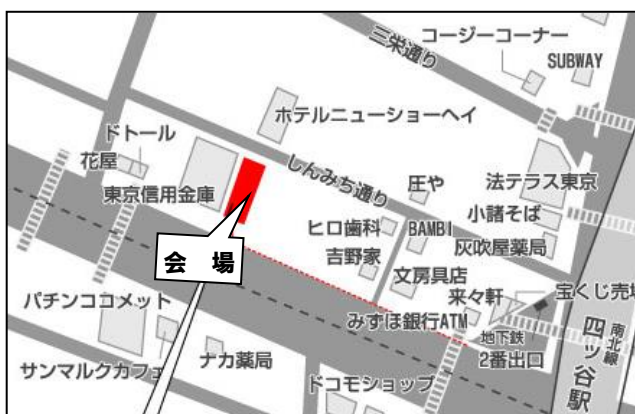 三栄通り
コージーコーナー
SUBWAY
ホテルニューショーヘイ
ドトール
花屋
東京信用金庫
しんみち通り
圧や
法テラス東京
小諸そば
ヒロ歯科
BAMBI
灰吹屋薬局
吉野家
会 場
文房具店
来々軒
宝くじ売場
みずほ銀行ATM
地下鉄
2番出口
南北線
四ッ谷駅
パチンココメット
サンマルクカフェ
ナカ薬局
ドコモショップ